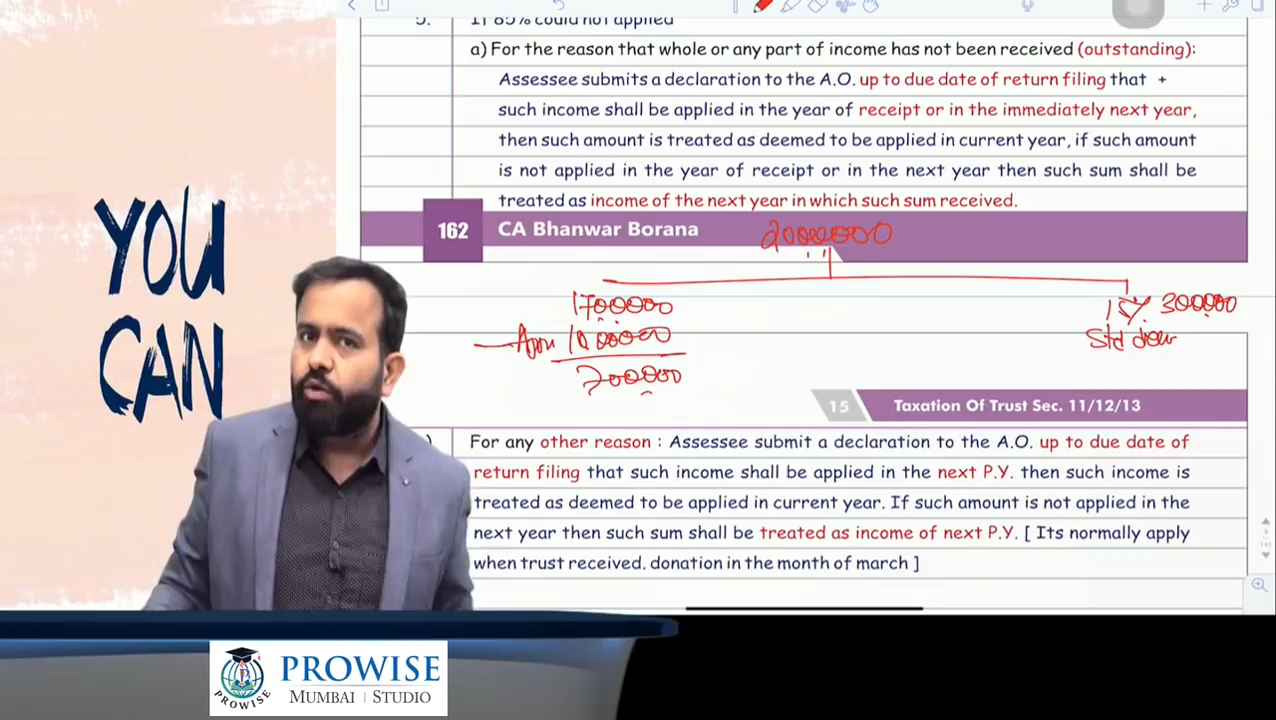 YOU
CAN
5. If 85% could not applied
a) For the reason that whole or any part of income has not been received (outstanding):
Assessee submits a declaration to the A.O. up to due date of return filing that +
such income shall be applied in the year of receipt or in the immediately next year,
then such amount is treated as deemed to be applied in current year, if such amount
is not applied in the year of receipt or in the next year then such sum shall be
treated as income of the next year in which such sum received.
162 CA Bhanwar Borana
1700000
300000
1000000
Std
700000
15 Taxation Of Trust Sec. 11/12/13
For any other reason : Assessee submit a declaration to the A.O. up to due date of
return filing that such income shall be applied in the next P.Y. then such income is
treated as deemed to be applied in current year. If such amount is not applied in the
next year then such sum shall be treated as income of next P.Y. [ Its normally apply
when trust received. donation in the month of march ]
PROWISE
PROWISE
MUMBAI | STUDIO